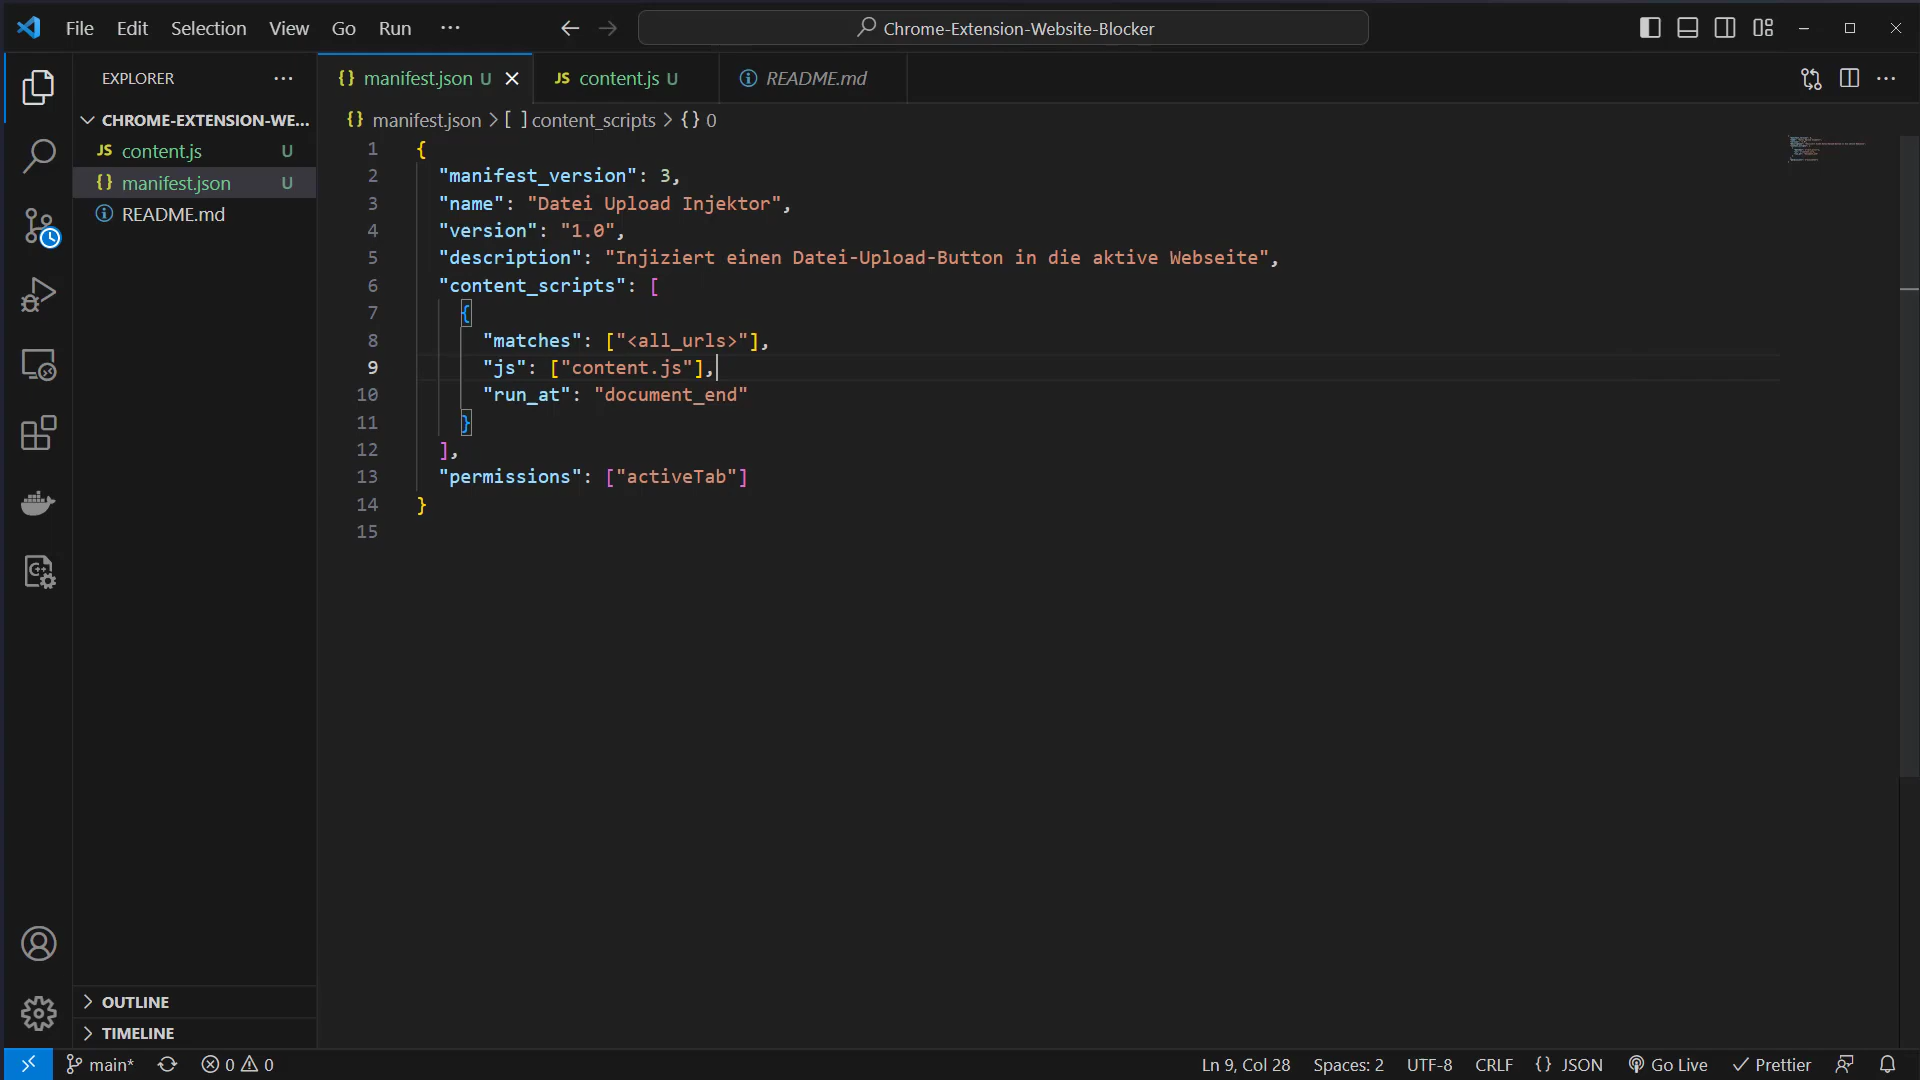 File Edit Selection View Go Run ··· Chrome-Extension-Website-Blocker
EXPLORER ···
manifest.json U
JS content.js U
README.md
CHROME-EXTENSION-WE...
JS content.js U
{} manifest.json U
README.md
{} manifest.json > [ ] content_scripts > {} 0
1 {
2 "manifest_version": 3,
3 "name": "Datei Upload Injektor",
4 "version": "1.0",
5 "description": "Injiziert einen Datei-Upload-Button in die aktive Webseite",
6 "content_scripts": [
7 {
8 "matches": ["<all_urls>"],
9 "js": ["content.js"],
10 "run_at": "document_end"
11 }
12 ],
13 "permissions": ["activeTab"]
14 }
15
OUTLINE
TIMELINE
main* 0 0 Ln 9, Col 28 Spaces: 2 UTF-8 CRLF {} JSON Go Live Prettier